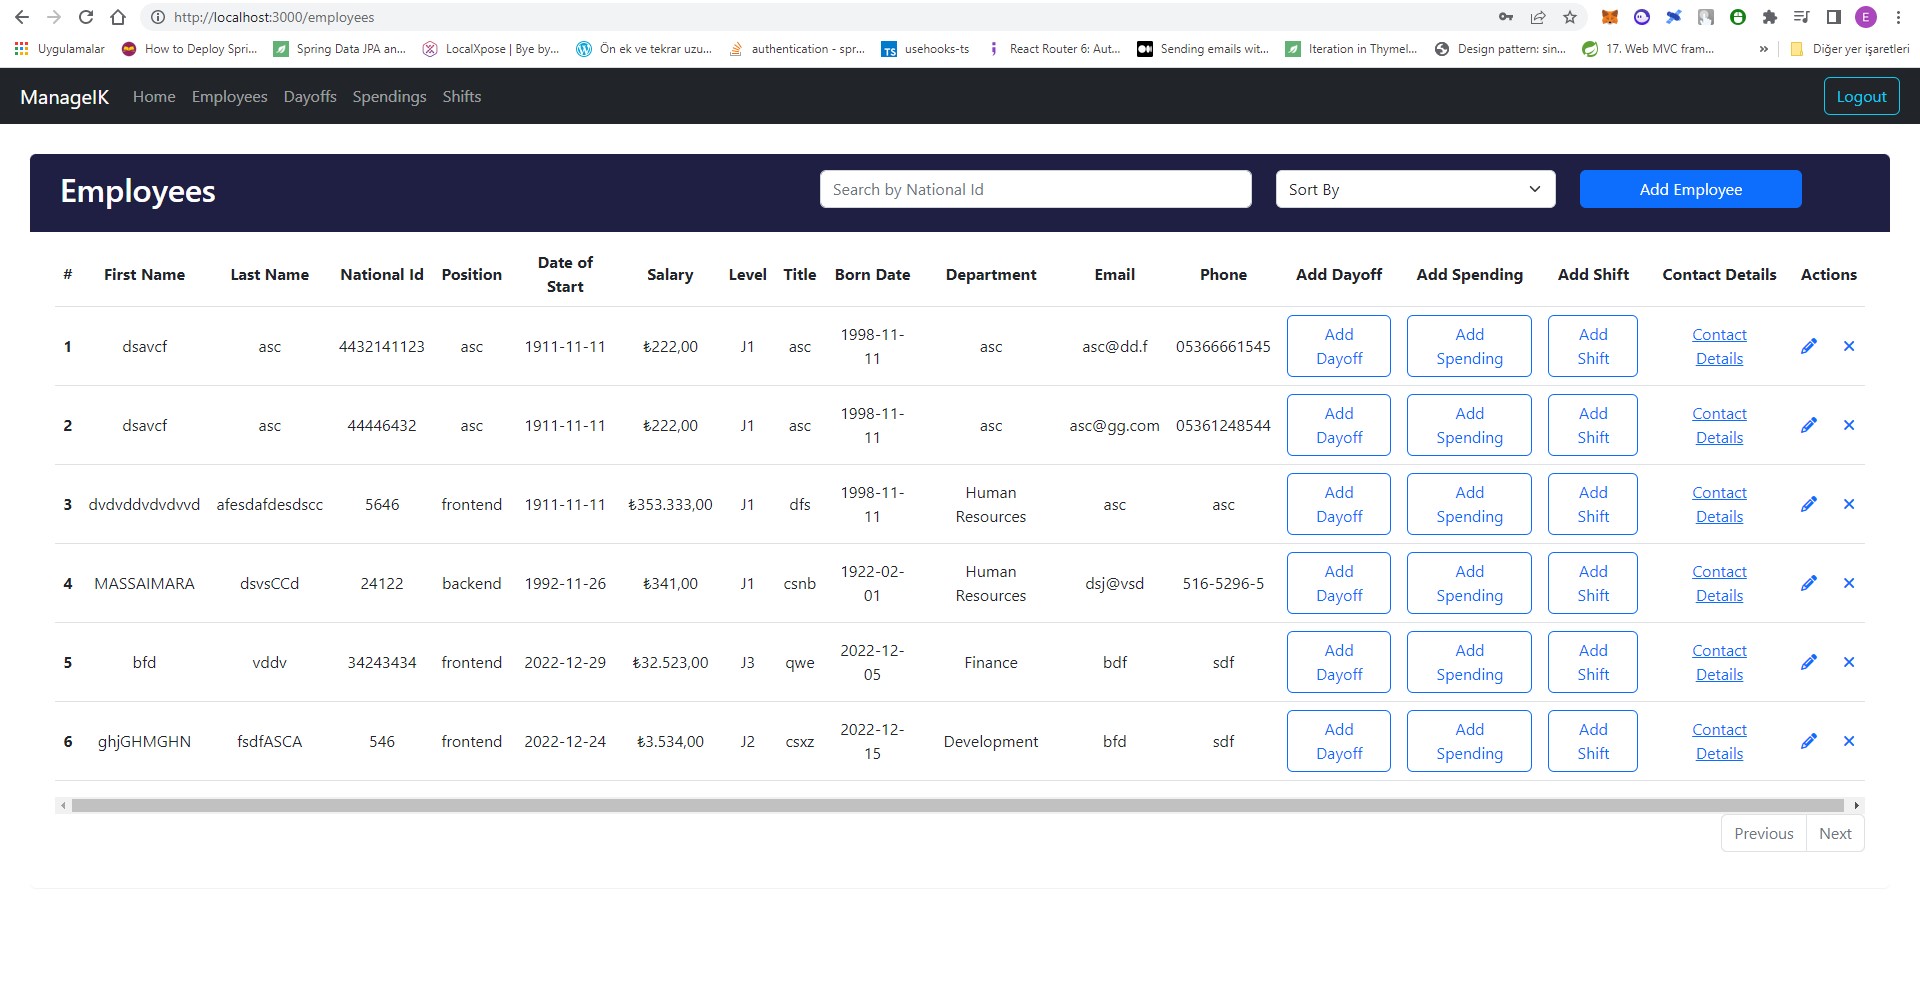 http://localhost:3000/employees
E
Uygulamalar How to Deploy Spri... Spring Data JPA an... LocalXpose | Bye by... Ön ek ve tekrar uzu... authentication - spr... TS usehooks-ts React Router 6: Aut... Sending emails wit... Iteration in Thymel... Design pattern: sin... 17. Web MVC fram... » Diğer yer işaretleri
ManageIK Home Employees Dayoffs Spendings Shifts Logout
Employees Search by National Id Sort By Add Employee
# First Name Last Name National Id Position Date of Start Salary Level Title Born Date Department Email Phone Add Dayoff Add Spending Add Shift Contact Details Actions
1 dsavcf asc 4432141123 asc 1911-11-11 ₺222,00 J1 asc 1998-11-11 asc asc@dd.f 05366661545 Add Dayoff Add Spending Add Shift Contact Details
2 dsavcf asc 44446432 asc 1911-11-11 ₺222,00 J1 asc 1998-11-11 asc asc@gg.com 05361248544 Add Dayoff Add Spending Add Shift Contact Details
3 dvdvddvdvdvvd afesdafdesdscc 5646 frontend 1911-11-11 ₺353.333,00 J1 dfs 1998-11-11 Human Resources asc asc Add Dayoff Add Spending Add Shift Contact Details
4 MASSAIMARA dsvsCCd 24122 backend 1992-11-26 ₺341,00 J1 csnb 1922-02-01 Human Resources dsj@vsd 516-5296-5 Add Dayoff Add Spending Add Shift Contact Details
5 bfd vddv 34243434 frontend 2022-12-29 ₺32.523,00 J3 qwe 2022-12-05 Finance bdf sdf Add Dayoff Add Spending Add Shift Contact Details
6 ghjGHMGHN fsdfASCA 546 frontend 2022-12-24 ₺3.534,00 J2 csxz 2022-12-15 Development bfd sdf Add Dayoff Add Spending Add Shift Contact Details
Previous Next